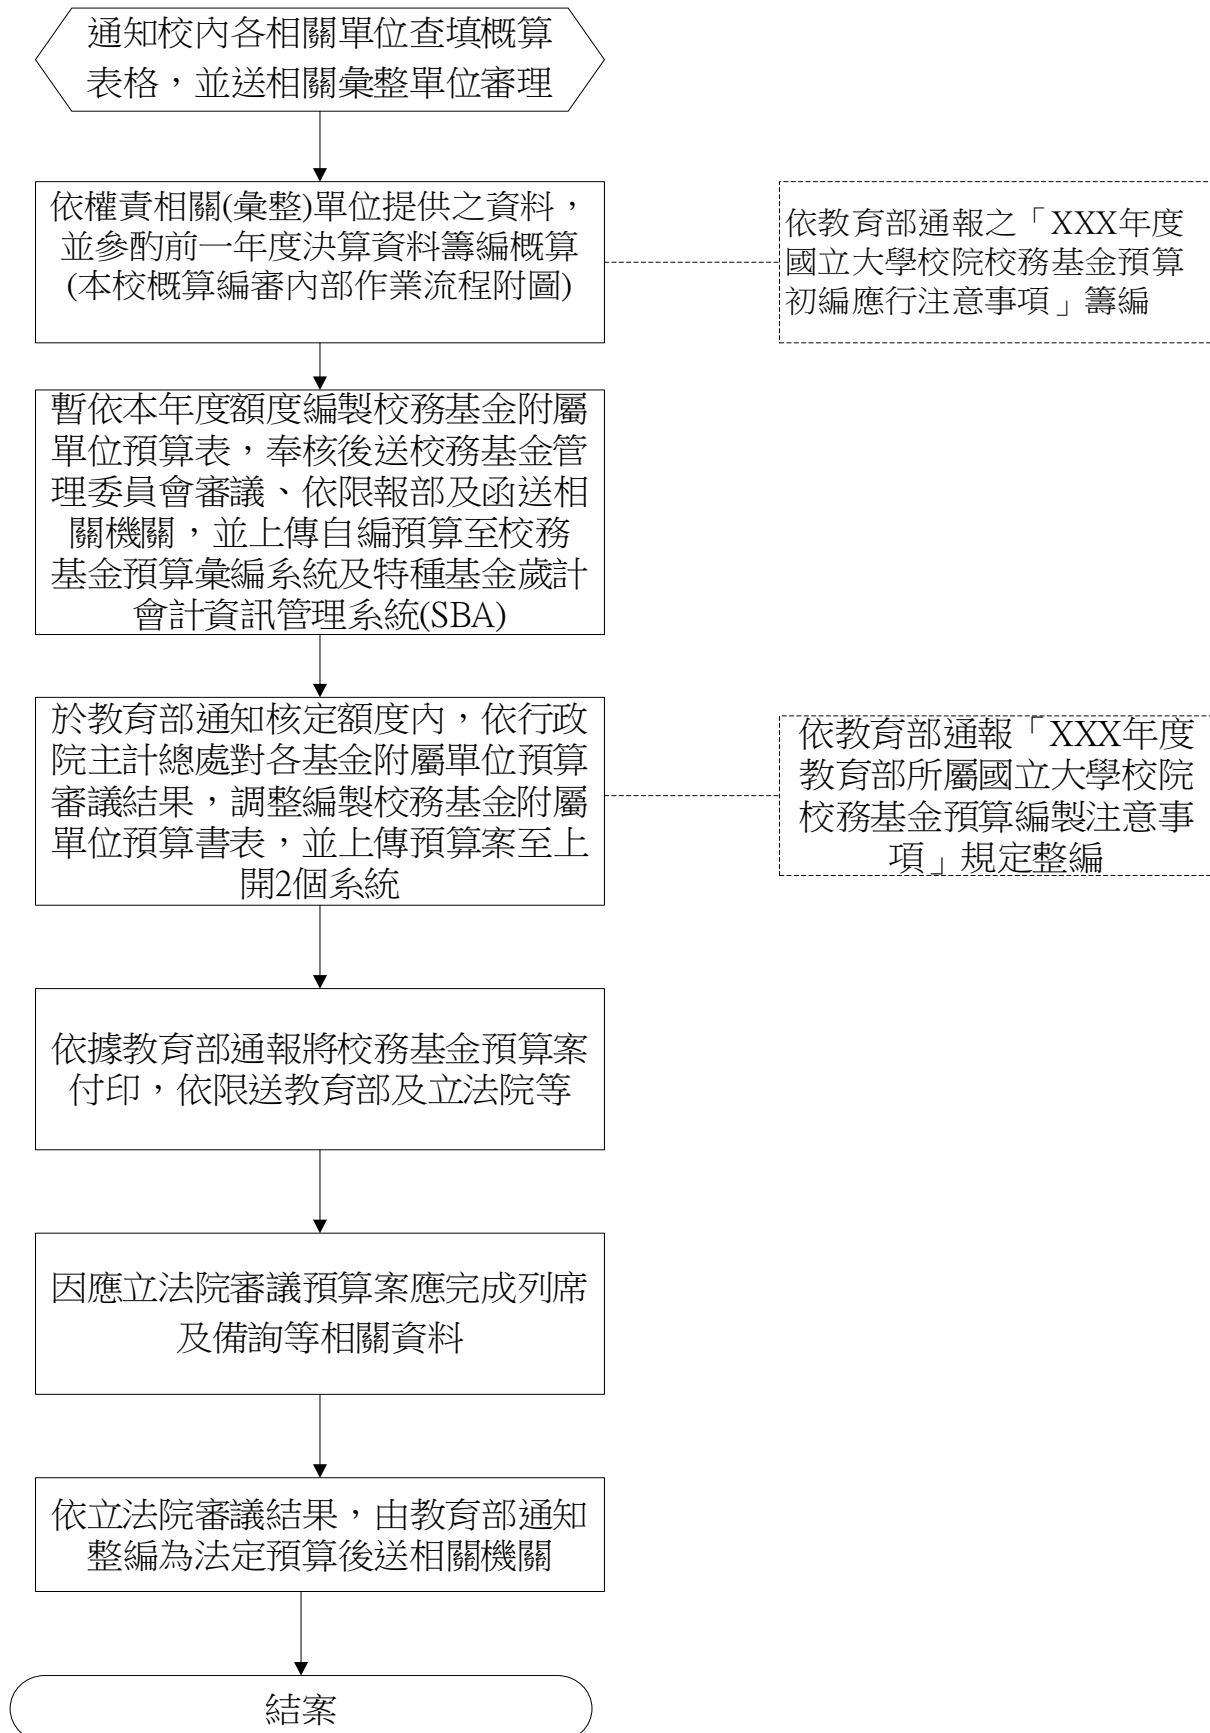 通知校內各相關單位查填概算
表格，並送相關彙整單位審理
依權責相關(彙整)單位提供之資料，
並參酌前一年度決算資料籌編概算
(本校概算編審內部作業流程附圖)
依教育部通報之「XXX年度
國立大學校院校務基金預算
初編應行注意事項」籌編
暫依本年度額度編製校務基金附屬
單位預算表，奉核後送校務基金管
理委員會審議、依限報部及函送相
關機關，並上傳自編預算至校務
基金預算彙編系統及特種基金歲計
會計資訊管理系統(SBA)
於教育部通知核定額度內，依行政
院主計總處對各基金附屬單位預算
審議結果，調整編製校務基金附屬
單位預算書表，並上傳預算案至上
開2個系統
依教育部通報「XXX年度
教育部所屬國立大學校院
校務基金預算編製注意事
項」規定整編
依據教育部通報將校務基金預算案
付印，依限送教育部及立法院等
因應立法院審議預算案應完成列席
及備詢等相關資料
依立法院審議結果，由教育部通知
整編為法定預算後送相關機關
結案